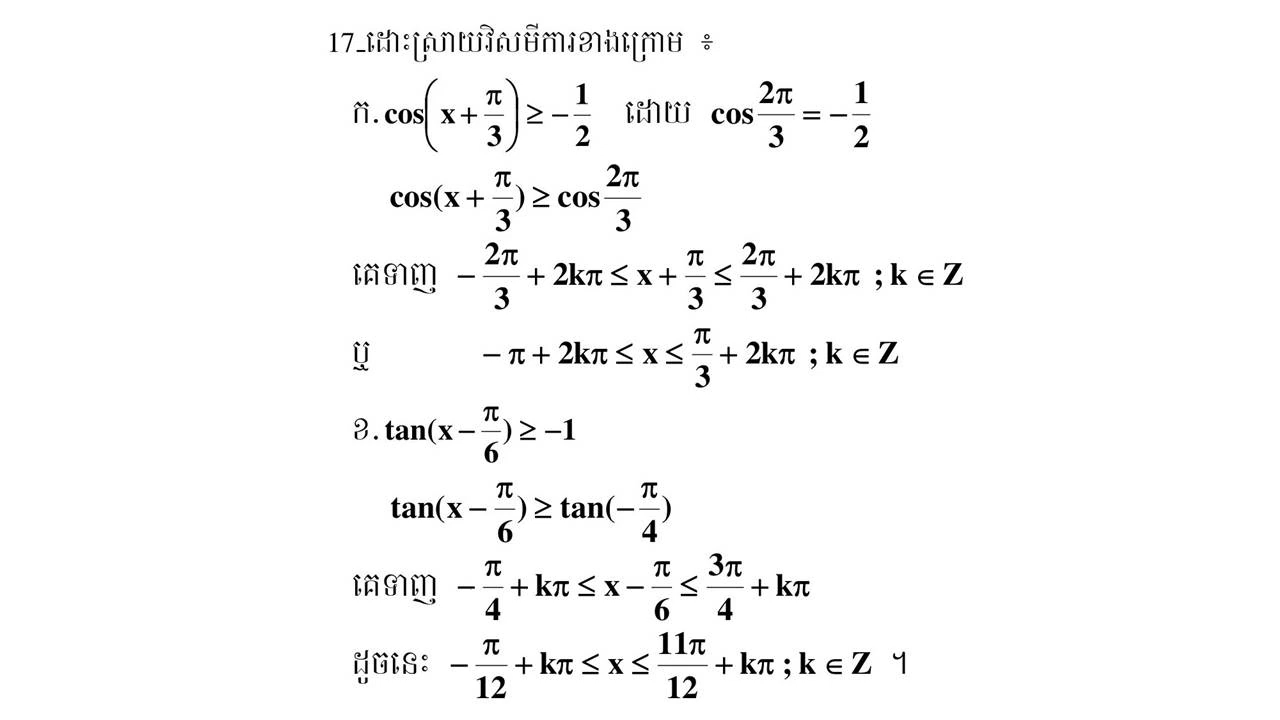 17-ដោះស្រាយវិសមីការខាងក្រោម ៖
ក. cos(x + π/3) ≥ − 1/2 ដោយ cos 2π/3 = − 1/2
cos(x + π/3) ≥ cos 2π/3
គេទាញ − 2π/3 + 2kπ ≤ x + π/3 ≤ 2π/3 + 2kπ ; k ∈ Z
ឬ − π + 2kπ ≤ x ≤ π/3 + 2kπ ; k ∈ Z
ខ. tan(x − π/6) ≥ −1
tan(x − π/6) ≥ tan(− π/4)
គេទាញ − π/4 + kπ ≤ x − π/6 ≤ 3π/4 + kπ
ដូចនេះ − π/12 + kπ ≤ x ≤ 11π/12 + kπ ; k ∈ Z ។